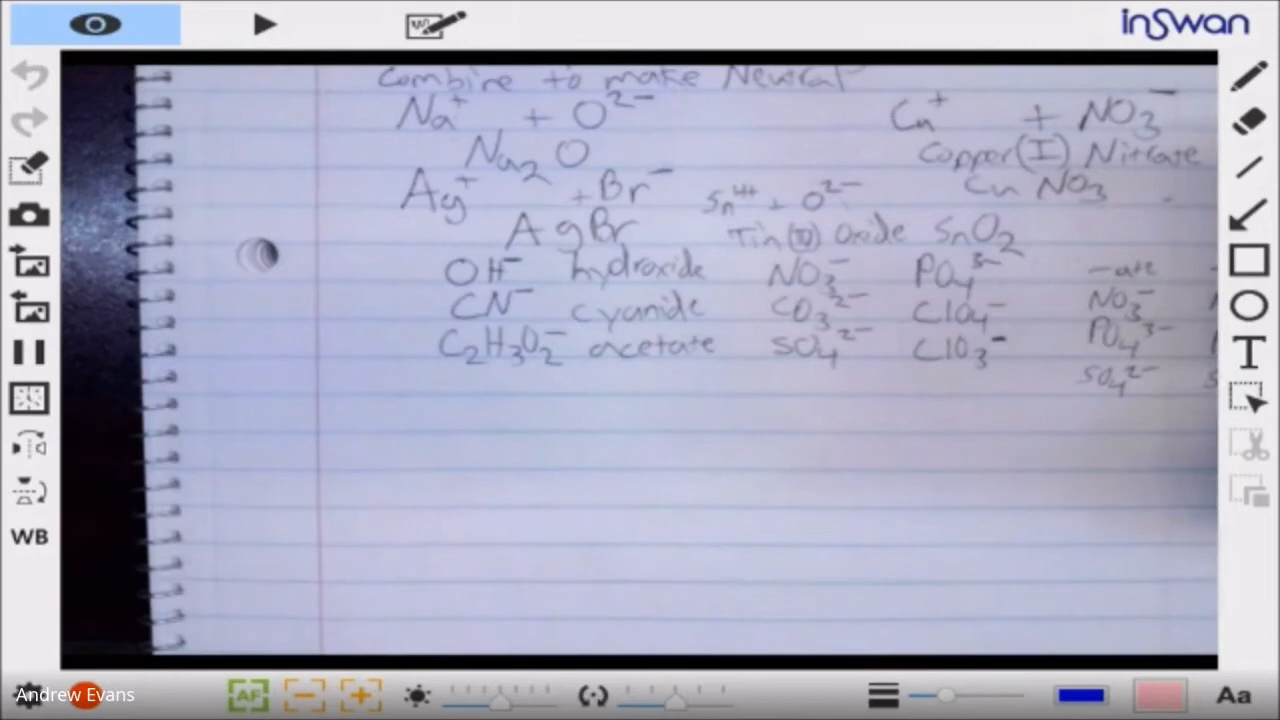 inSwan
Combine to make Neutral
Na⁺ + O²⁻ Cu⁺ + NO₃⁻
Na₂O Copper(I) Nitrate
Ag⁺ + Br⁻ Sn⁴⁺ + O²⁻ CuNO₃
AgBr Tin(IV) Oxide SnO₂
OH⁻ hydroxide NO₃⁻ PO₄³⁻ -ate
CN⁻ cyanide CO₃²⁻ ClO₄⁻ NO₃⁻
C₂H₃O₂⁻ acetate SO₄²⁻ ClO₃⁻ PO₄³⁻
SO₄²⁻
WB
Andrew Evans
AF
Aa